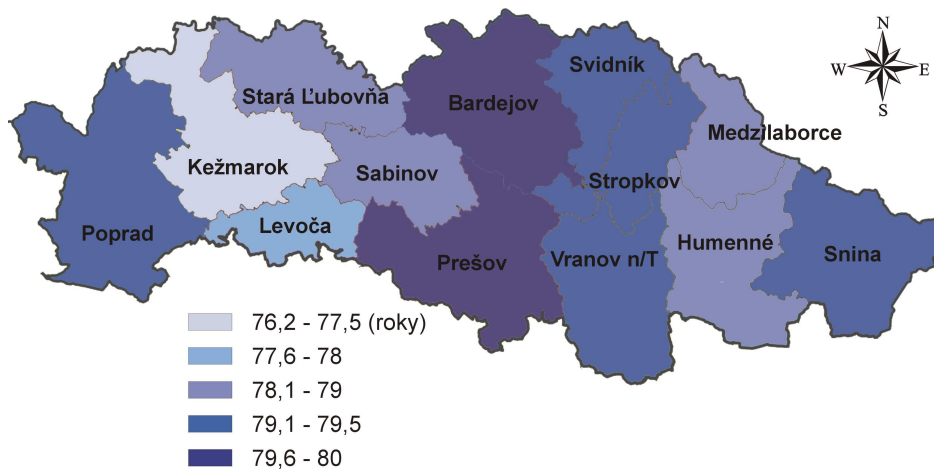 N
W E
S
Svidník
Stará Ľubovňa
Bardejov
Medzilaborce
Kežmarok
Sabinov
Stropkov
Levoča
Poprad
Prešov
Vranov n/T
Humenné
Snina
76,2 - 77,5 (roky)
77,6 - 78
78,1 - 79
79,1 - 79,5
79,6 - 80